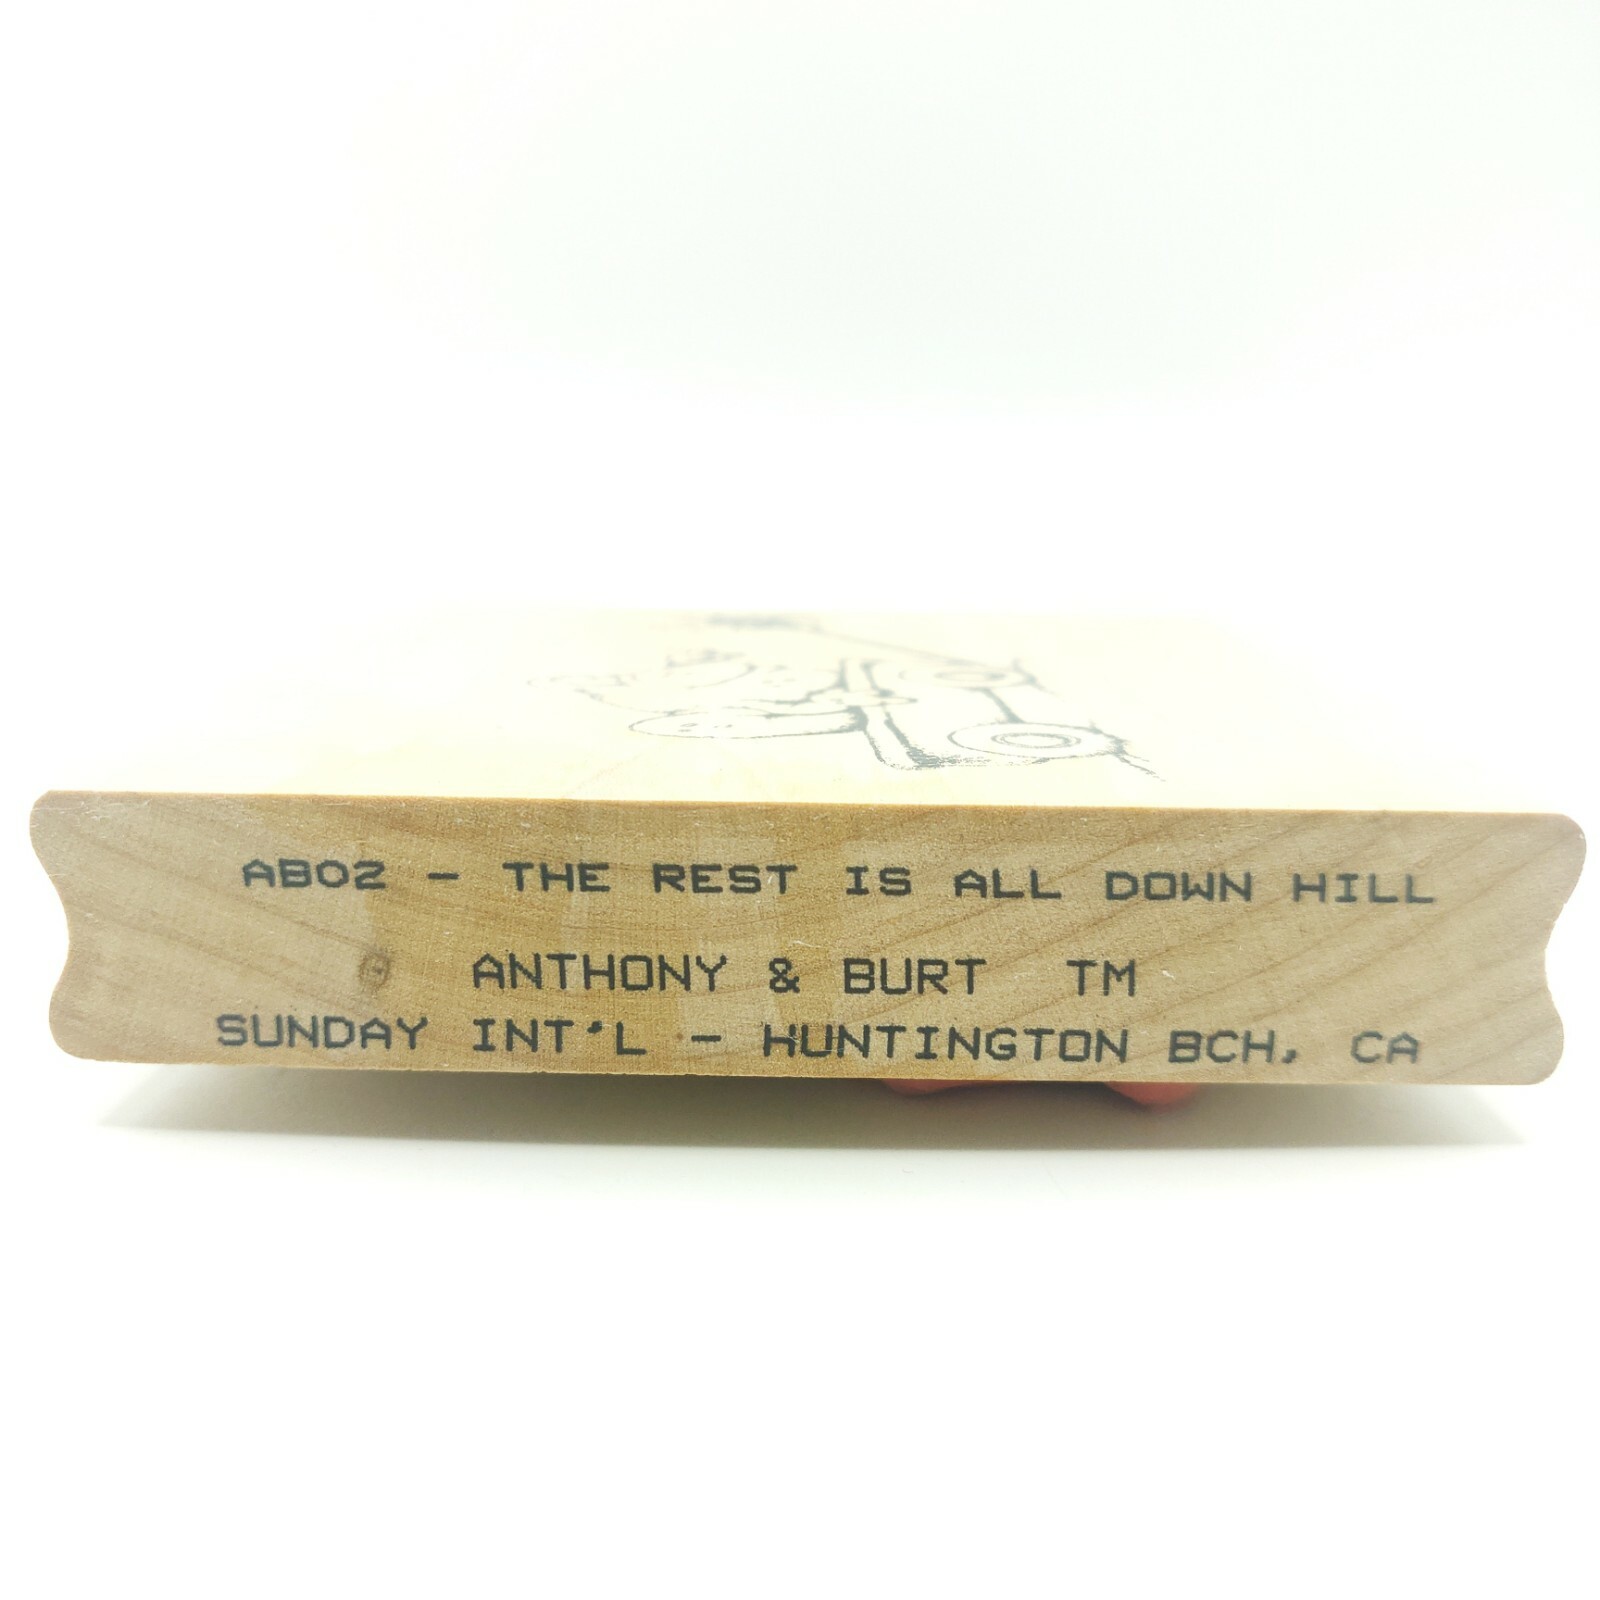 AB02 - THE REST IS ALL DOWN HILL
ANTHONY & BURT TM
SUNDAY INT'L - HUNTINGTON BCH, CA